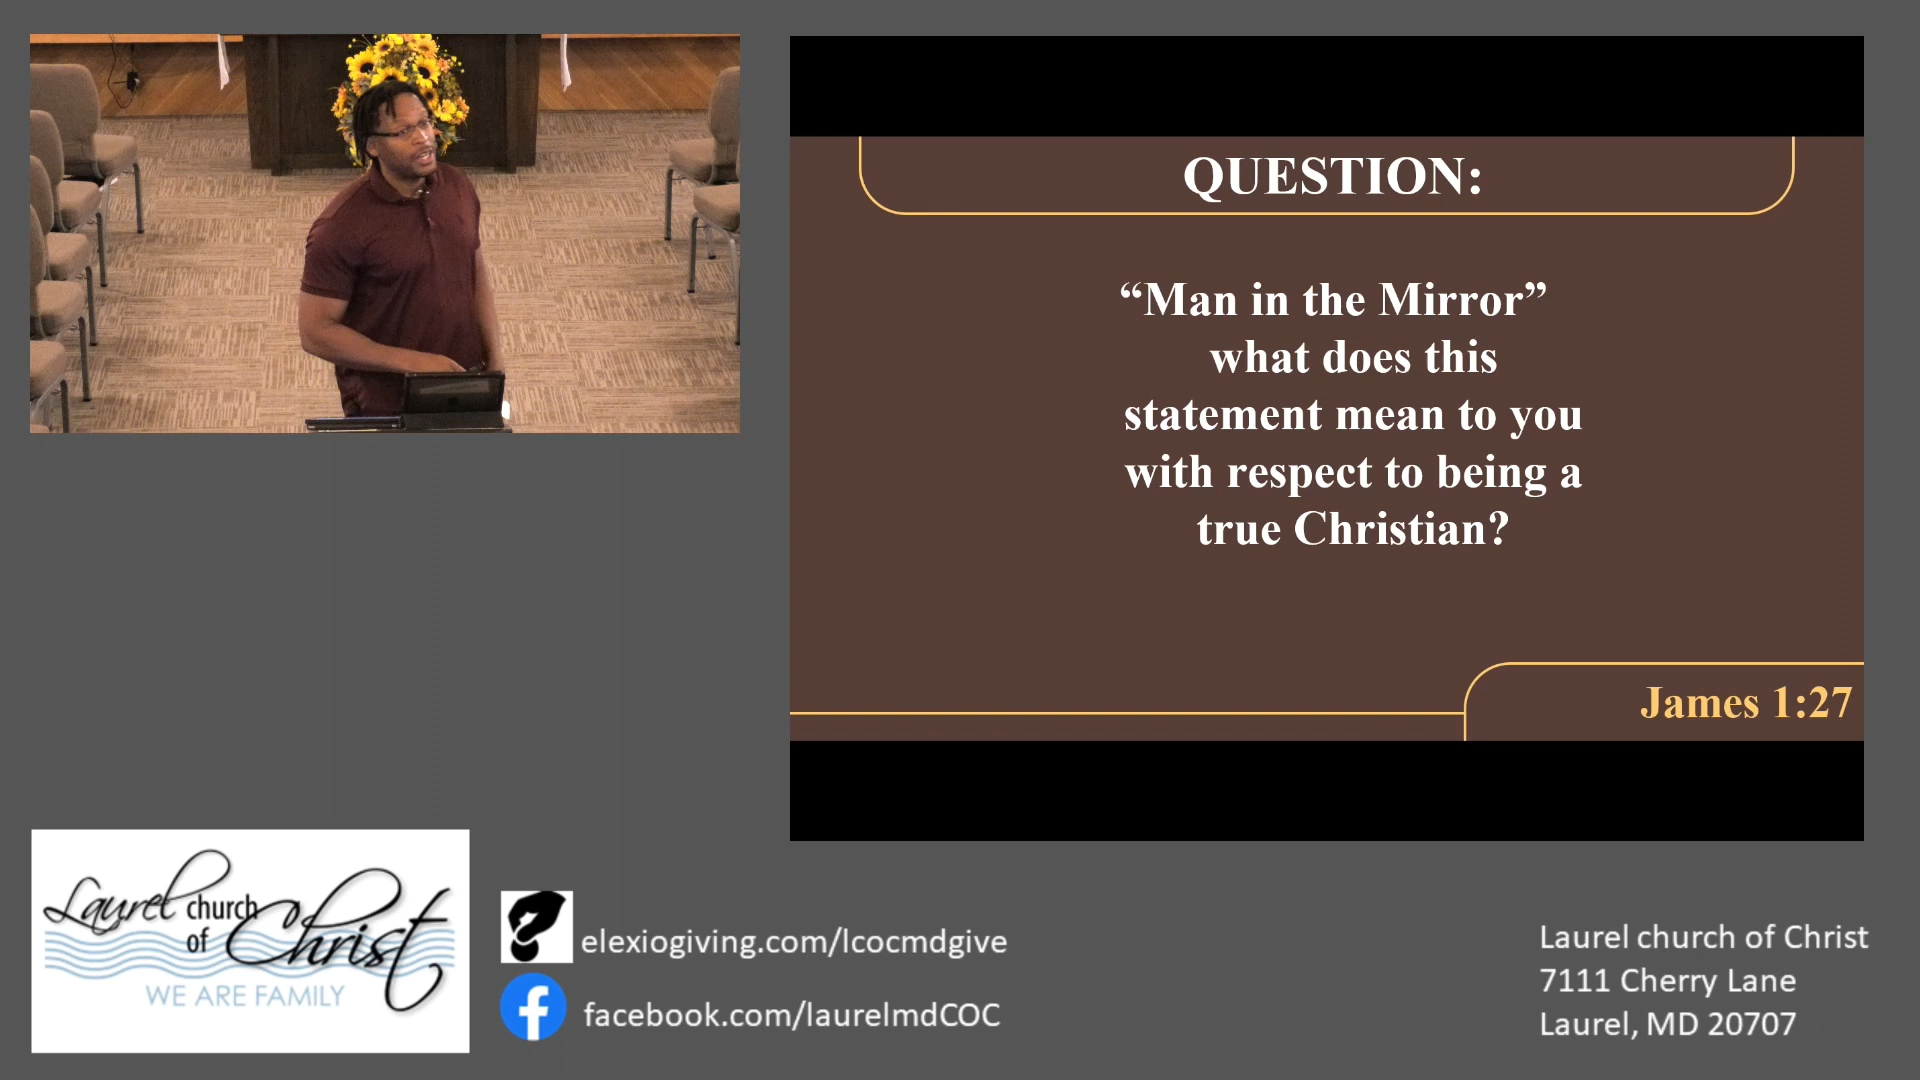 QUESTION:
“Man in the Mirror”
what does this
statement mean to you
with respect to being a
true Christian?
James 1:27
Laurel church
of Christ
WE ARE FAMILY
elexiogiving.com/lcocmdgive
facebook.com/laurelmdCOC
Laurel church of Christ
7111 Cherry Lane
Laurel, MD 20707